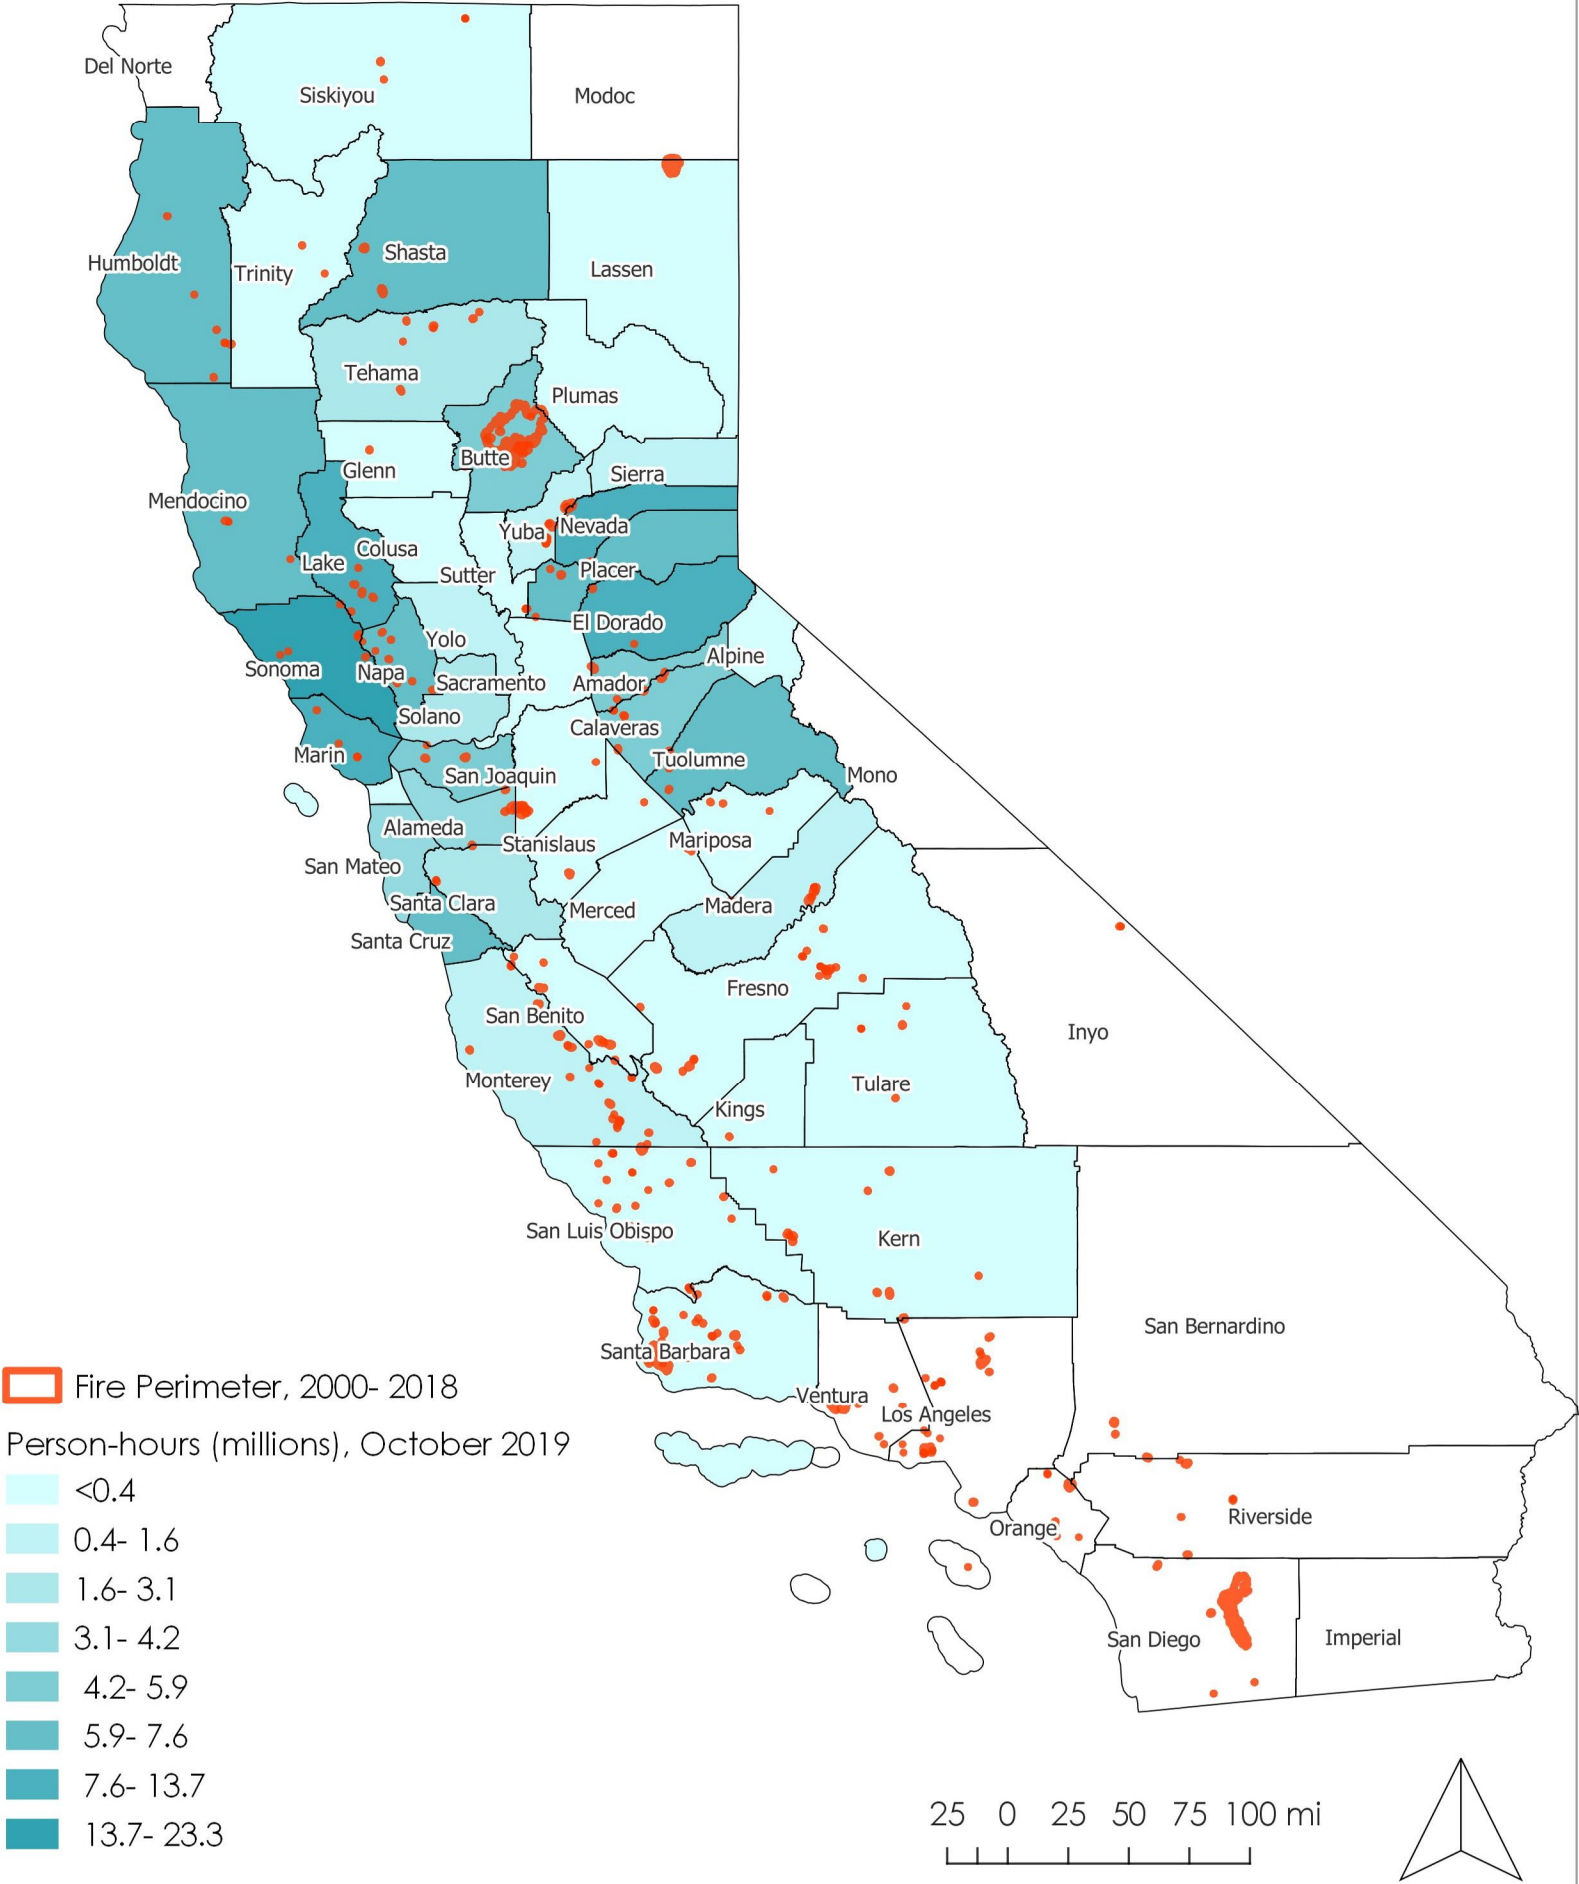 Del Norte
Siskiyou
Modoc
Humboldt
Trinity
Shasta
Lassen
Tehama
Plumas
Butte
Glenn
Sierra
Mendocino
Yuba
Nevada
Colusa
Lake
Sutter
Placer
El Dorado
Yolo
Alpine
Sonoma
Napa
Sacramento
Amador
Solano
Calaveras
Marin
San Joaquin
Tuolumne
Mono
Alameda
Stanislaus
Mariposa
San Mateo
Santa Clara
Merced
Madera
Santa Cruz
Fresno
San Benito
Inyo
Monterey
Tulare
Kings
San Luis Obispo
Kern
San Bernardino
Santa Barbara
Ventura
Los Angeles
Orange
Riverside
San Diego
Imperial
Fire Perimeter, 2000- 2018
Person-hours (millions), October 2019
<0.4
0.4- 1.6
1.6- 3.1
3.1- 4.2
4.2- 5.9
5.9- 7.6
7.6- 13.7
13.7- 23.3
25 0 25 50 75 100 mi